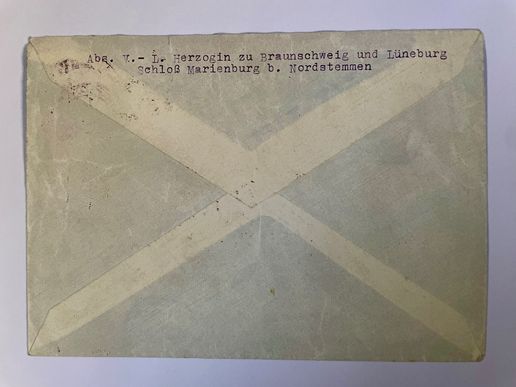 Abs. V.- L. Herzogin zu Braunschweig und Lüneburg
Schloß Marienburg b. Nordstemmen